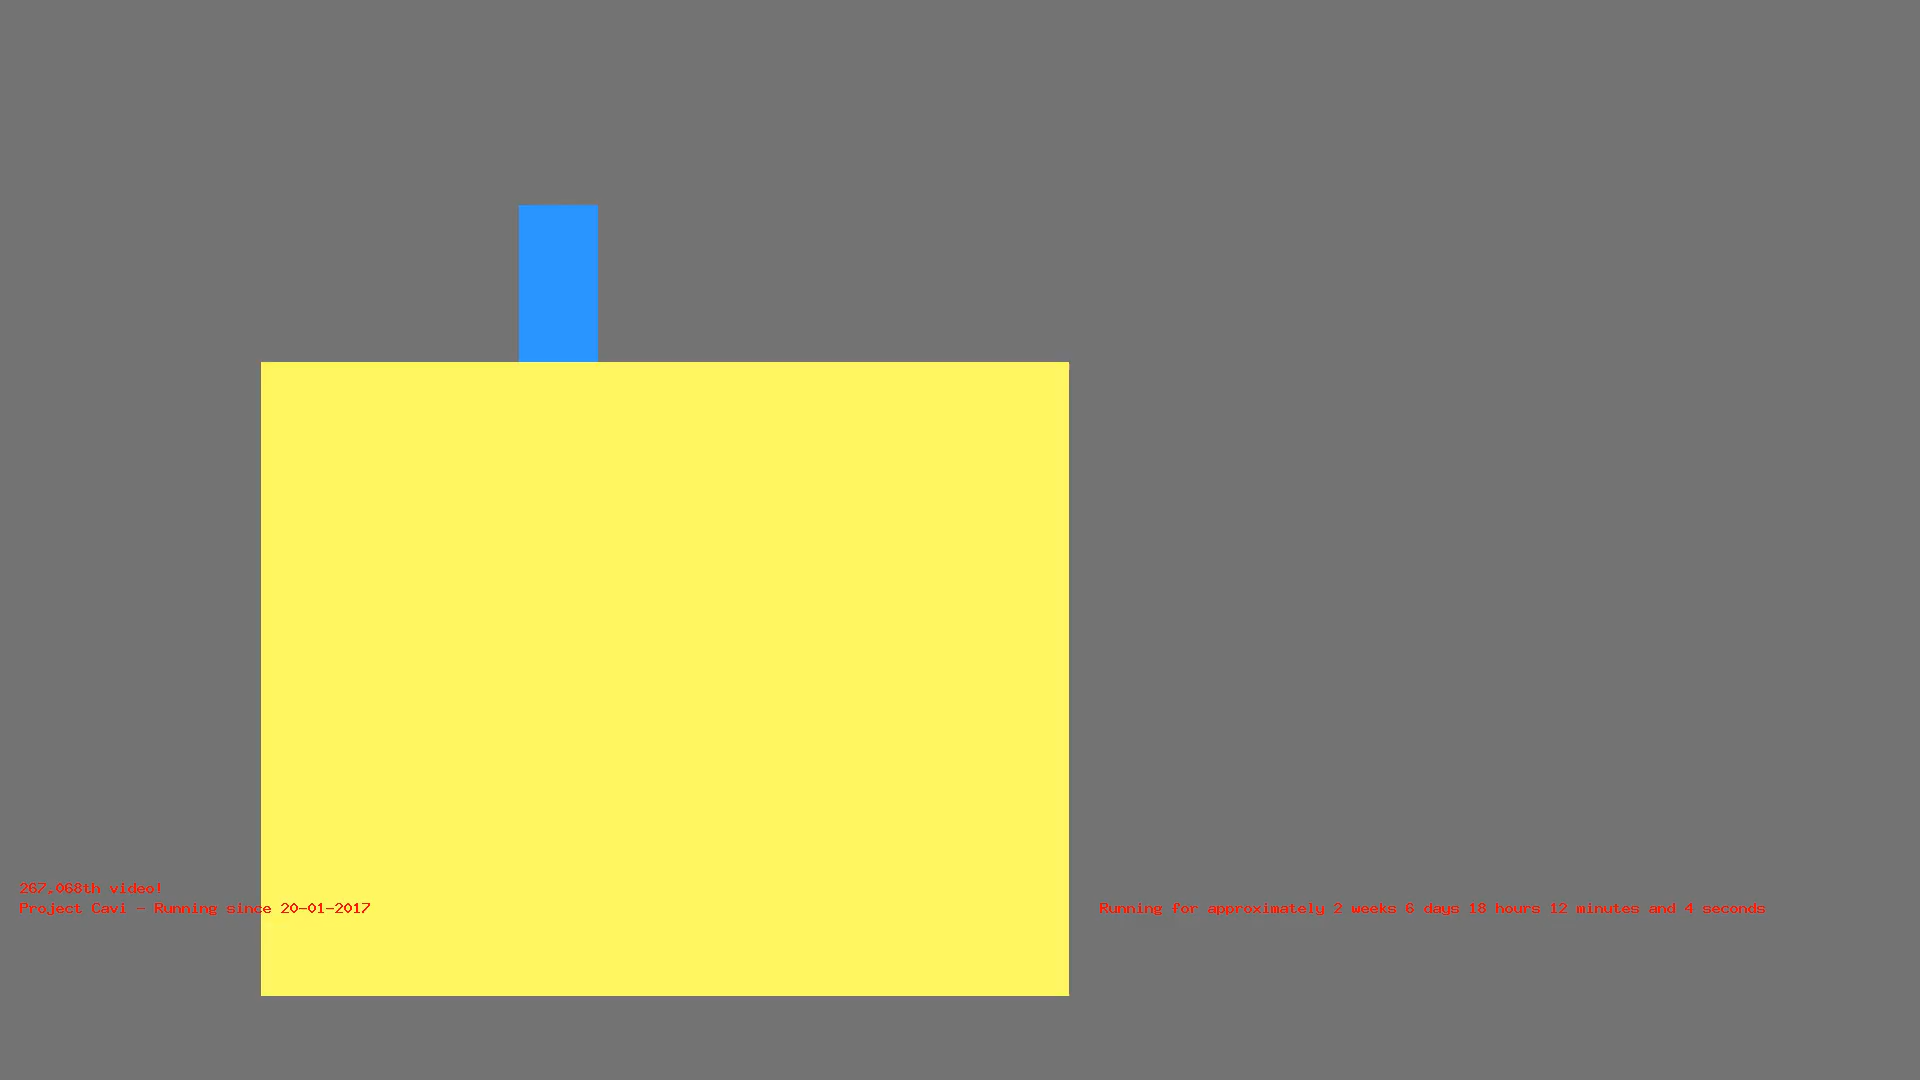 267,068th video!
Project Cavi - Running since 20-01-2017
Running for approximately 2 weeks 6 days 18 hours 12 minutes and 4 seconds